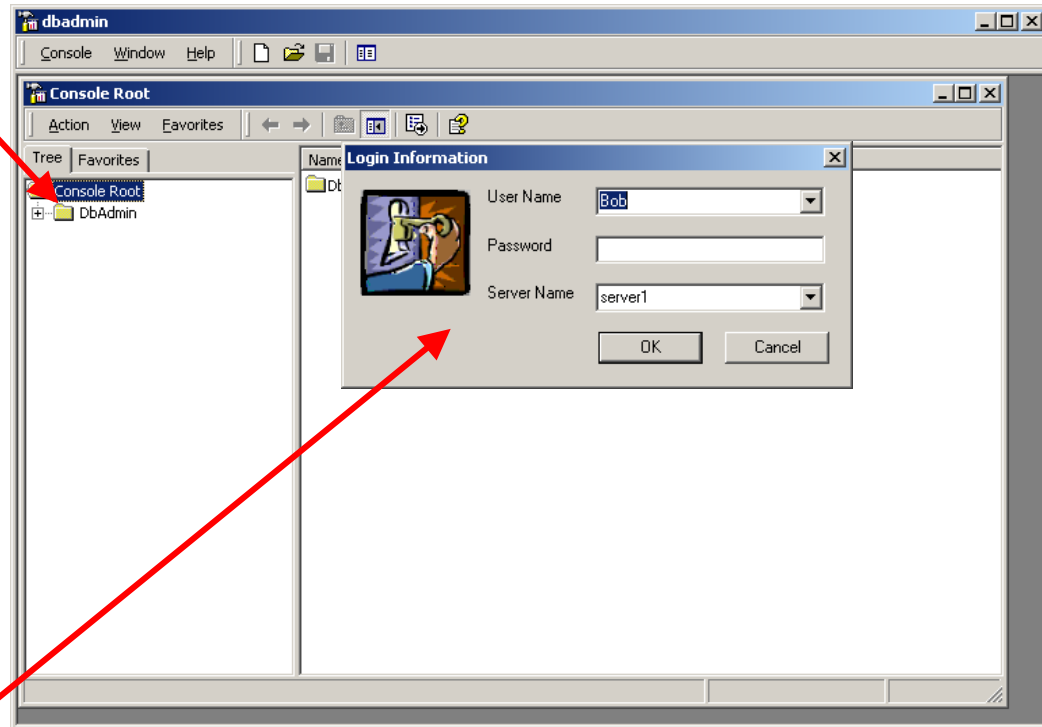 dbadmin
Console Window Help
Console Root
Action View Favorites
Tree Favorites
Name
Console Root
DbAdmin
Login Information
User Name Bob
Password
Server Name server1
OK Cancel